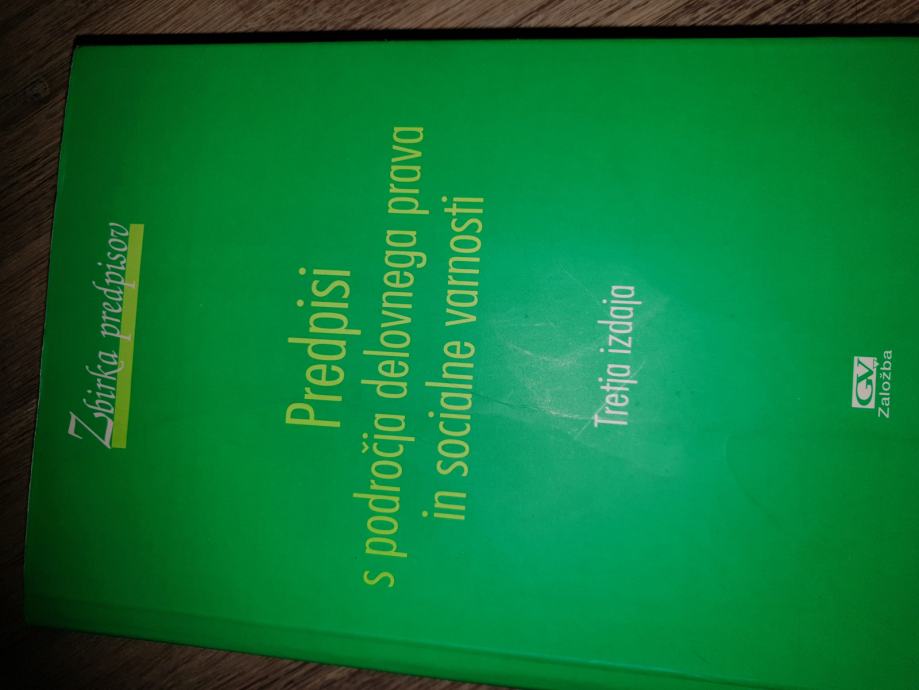 Zbirka predpisov
Predpisi
s področja delovnega prava
in socialne varnosti
Tretja izdaja
GV
Založba